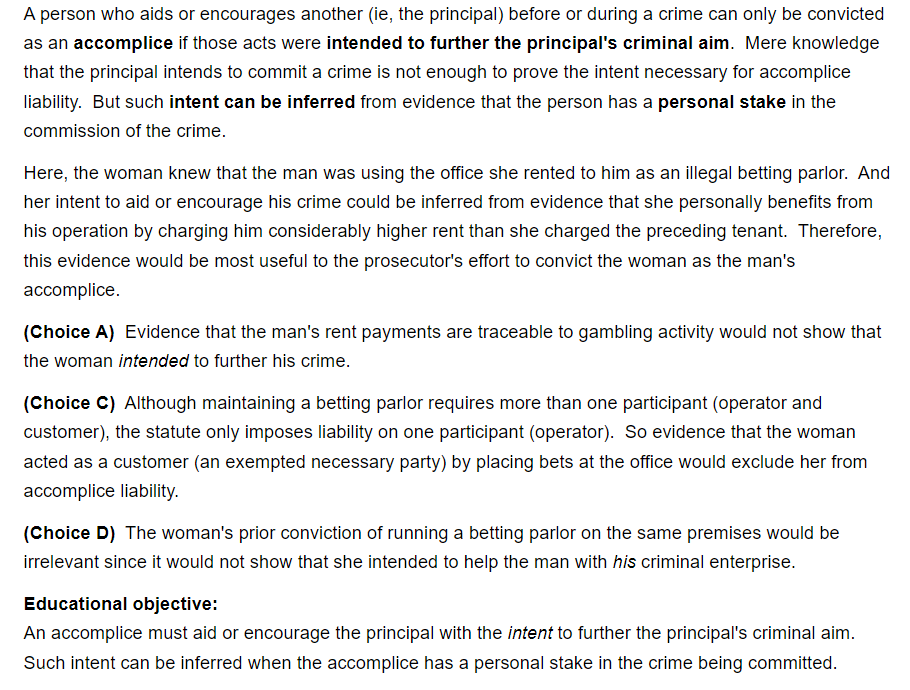 A person who aids or encourages another (ie, the principal) before or during a crime can only be convicted
as an accomplice if those acts were intended to further the principal's criminal aim.  Mere knowledge
that the principal intends to commit a crime is not enough to prove the intent necessary for accomplice
liability.  But such intent can be inferred from evidence that the person has a personal stake in the
commission of the crime.
Here, the woman knew that the man was using the office she rented to him as an illegal betting parlor.  And
her intent to aid or encourage his crime could be inferred from evidence that she personally benefits from
his operation by charging him considerably higher rent than she charged the preceding tenant.  Therefore,
this evidence would be most useful to the prosecutor's effort to convict the woman as the man's
accomplice.
(Choice A)  Evidence that the man's rent payments are traceable to gambling activity would not show that
the woman intended to further his crime.
(Choice C)  Although maintaining a betting parlor requires more than one participant (operator and
customer), the statute only imposes liability on one participant (operator).  So evidence that the woman
acted as a customer (an exempted necessary party) by placing bets at the office would exclude her from
accomplice liability.
(Choice D)  The woman's prior conviction of running a betting parlor on the same premises would be
irrelevant since it would not show that she intended to help the man with his criminal enterprise.
Educational objective:
An accomplice must aid or encourage the principal with the intent to further the principal's criminal aim.
Such intent can be inferred when the accomplice has a personal stake in the crime being committed.